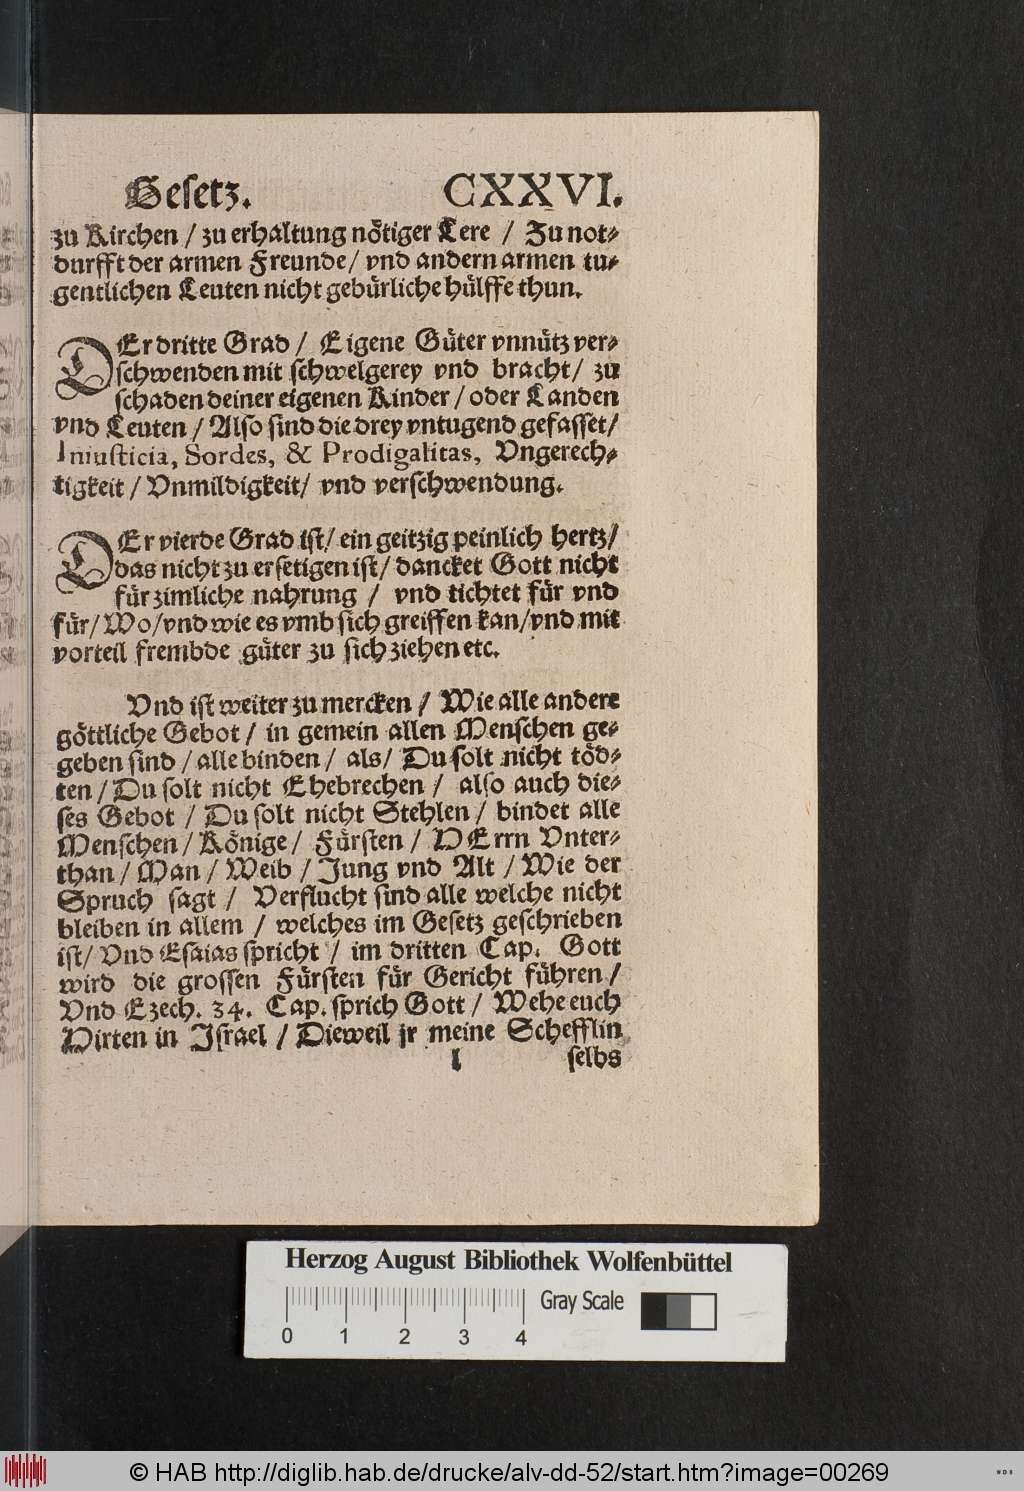 Gesetz. CXXVI.
zu Kirchen / zu erhaltung nötiger Lere / Zu not⸗
durfft der armen Freunde / vnd andern armen tu⸗
gentlichen Leuten nicht gebürliche hülffe thun.
DEr dritte Grad / Eigene Güter vnnütz ver⸗
schwenden mit schwelgerey vnd bracht / zu
schaden deiner eigenen Kinder / oder Landen
vnd Leuten / Also sind die drey vntugend gefasset /
Iniusticia, Sordes, & Prodigalitas, Vngerech⸗
tigkeit / Vnmildigkeit / vnd verschwendung.
DEr vierde Grad ist / ein geitzig peinlich hertz /
das nicht zu ersetigen ist / dancket Gott nicht
für zimliche nahrung / vnd tichtet für vnd
für / Wo / vnd wie es vmb sich greiffen kan / vnd mit
vorteil frembde güter zu sich ziehen etc.
Vnd ist weiter zu mercken / Wie alle andere
göttliche Gebot / in gemein allen Menschen ge⸗
geben sind / alle binden / als / Du solt nicht töd⸗
ten / Du solt nicht Ehebrechen / also auch die⸗
ses Gebot / Du solt nicht Stehlen / bindet alle
Menschen / Könige / Fürsten / HErrn Vnter⸗
than / Man / Weib / Jung vnd Alt / Wie der
Spruch sagt / Verflucht sind alle welche nicht
bleiben in allem / welches im Gesetz geschrieben
ist / Vnd Esaias spricht / im dritten Cap. Gott
wird die grossen Fürsten für Gericht führen /
Vnd Ezech. 34. Cap. sprich Gott / Wehe euch
Hirten in Israel / Dieweil jr meine Schefflin
l selbs
Herzog August Bibliothek Wolfenbüttel
Gray Scale
0 1 2 3 4
© HAB http://diglib.hab.de/drucke/alv-dd-52/start.htm?image=00269